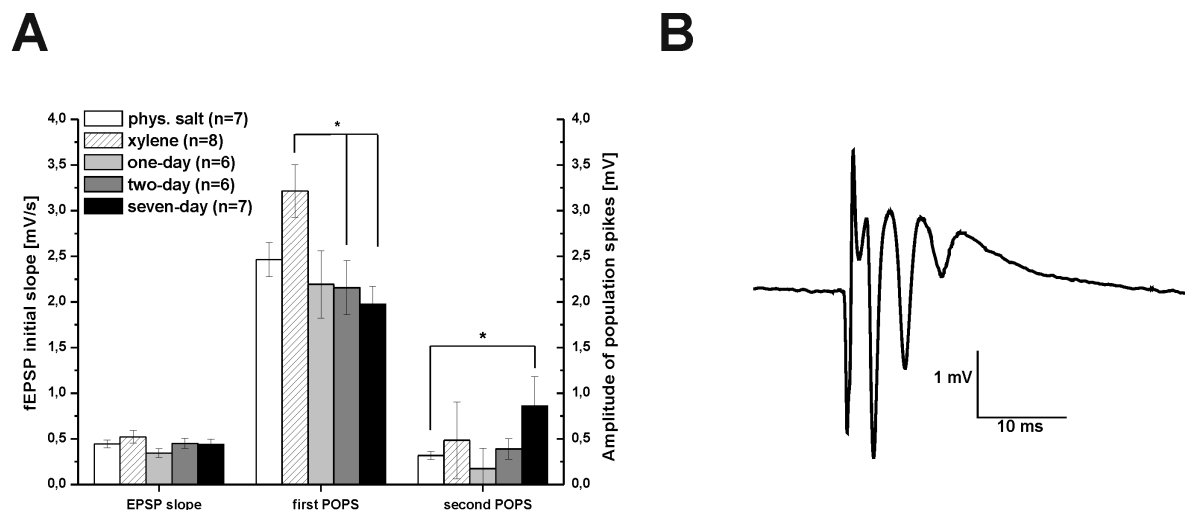 A
B
phys. salt (n=7)
xylene (n=8)
one-day (n=6)
two-day (n=6)
seven-day (n=7)
fEPSP initial slope [mV/s]
4,0
3,5
3,0
2,5
2,0
1,5
1,0
0,5
0,0
*
*
4,0
3,5
3,0
2,5
2,0
1,5
1,0
0,5
0,0
Amplitude of population spikes [mV]
EPSP slope
first POPS
second POPS
1 mV
10 ms